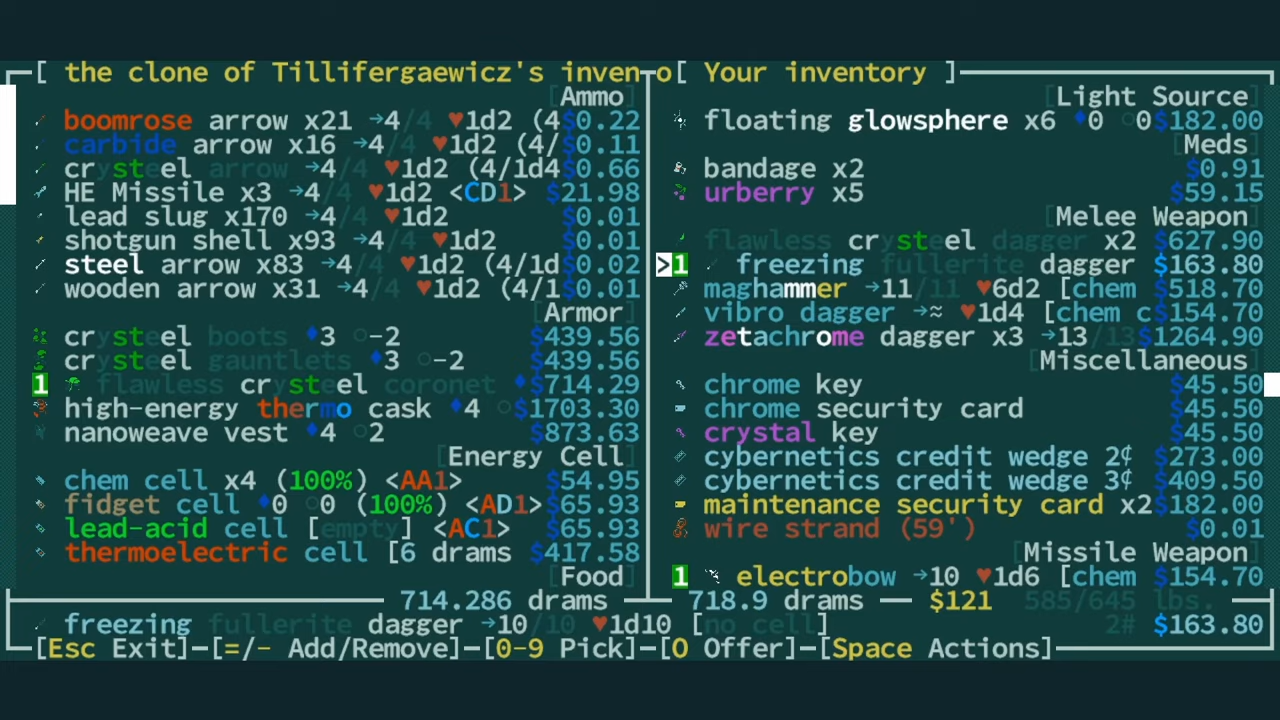 [ the clone of Tillifergaewicz's inven
Ammo
boomrose arrow x21 →4/4 ♥1d2 (4 $0.22
carbide arrow x16 →4/4 ♥1d2 (4/ $0.11
crysteel arrow →4/4 ♥1d2 (4/1d4 $0.66
HE Missile x3 →4/4 ♥1d2 <CD1> $21.98
lead slug x170 →4/4 ♥1d2 $0.01
shotgun shell x93 →4/4 ♥1d2 $0.01
steel arrow x83 →4/4 ♥1d2 (4/1d $0.02
wooden arrow x31 →4/4 ♥1d2 (4/1 $0.01
[Armor]
crysteel boots ♦3 ○-2 $439.56
crysteel gauntlets ♦3 ○-2 $439.56
1 flawless crysteel coronet ♦ $714.29
high-energy thermo cask ♦4 ○ $1703.30
nanoweave vest ♦4 ○2 $873.63
[Energy Cell]
chem cell x4 (100%) <AA1> $54.95
fidget cell ♦0 ○0 (100%) <AD1> $65.93
lead-acid cell [empty] <AC1> $65.93
thermoelectric cell [6 drams $417.58
[Food]
714.286 drams
o[ Your inventory ]
[Light Source]
floating glowsphere x6 ♦0 ○0 $182.00
[Meds]
bandage x2 $0.91
urberry x5 $59.15
[Melee Weapon]
flawless crysteel dagger x2 $627.90
>1 freezing fullerite dagger $163.80
maghammer →11/11 ♥6d2 [chem $518.70
vibro dagger →≈ ♥1d4 [chem c $154.70
zetachrome dagger x3 →13/13 $1264.90
[Miscellaneous]
chrome key $45.50
chrome security card $45.50
crystal key $45.50
cybernetics credit wedge 2¢ $273.00
cybernetics credit wedge 3¢ $409.50
maintenance security card x2 $182.00
wire strand (59') $0.01
[Missile Weapon]
1 electrobow →10 ♥1d6 [chem $154.70
718.9 drams — $121 585/645 lbs.
freezing fullerite dagger →10/10 ♥1d10 [no cell] 2# $163.80
[Esc Exit]—[=/- Add/Remove]—[0-9 Pick]—[O Offer]—[Space Actions]